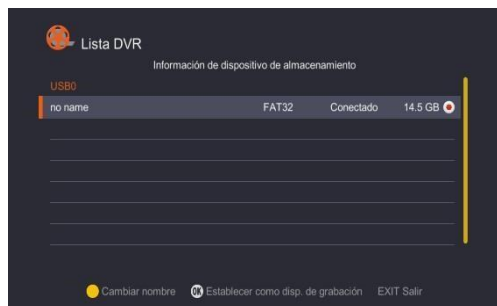 Lista DVR
Información de dispositivo de almacenamiento
USB0
no name FAT32 Conectado 14.5 GB
Cambiar nombre OK Establecer como disp. de grabación EXIT Salir